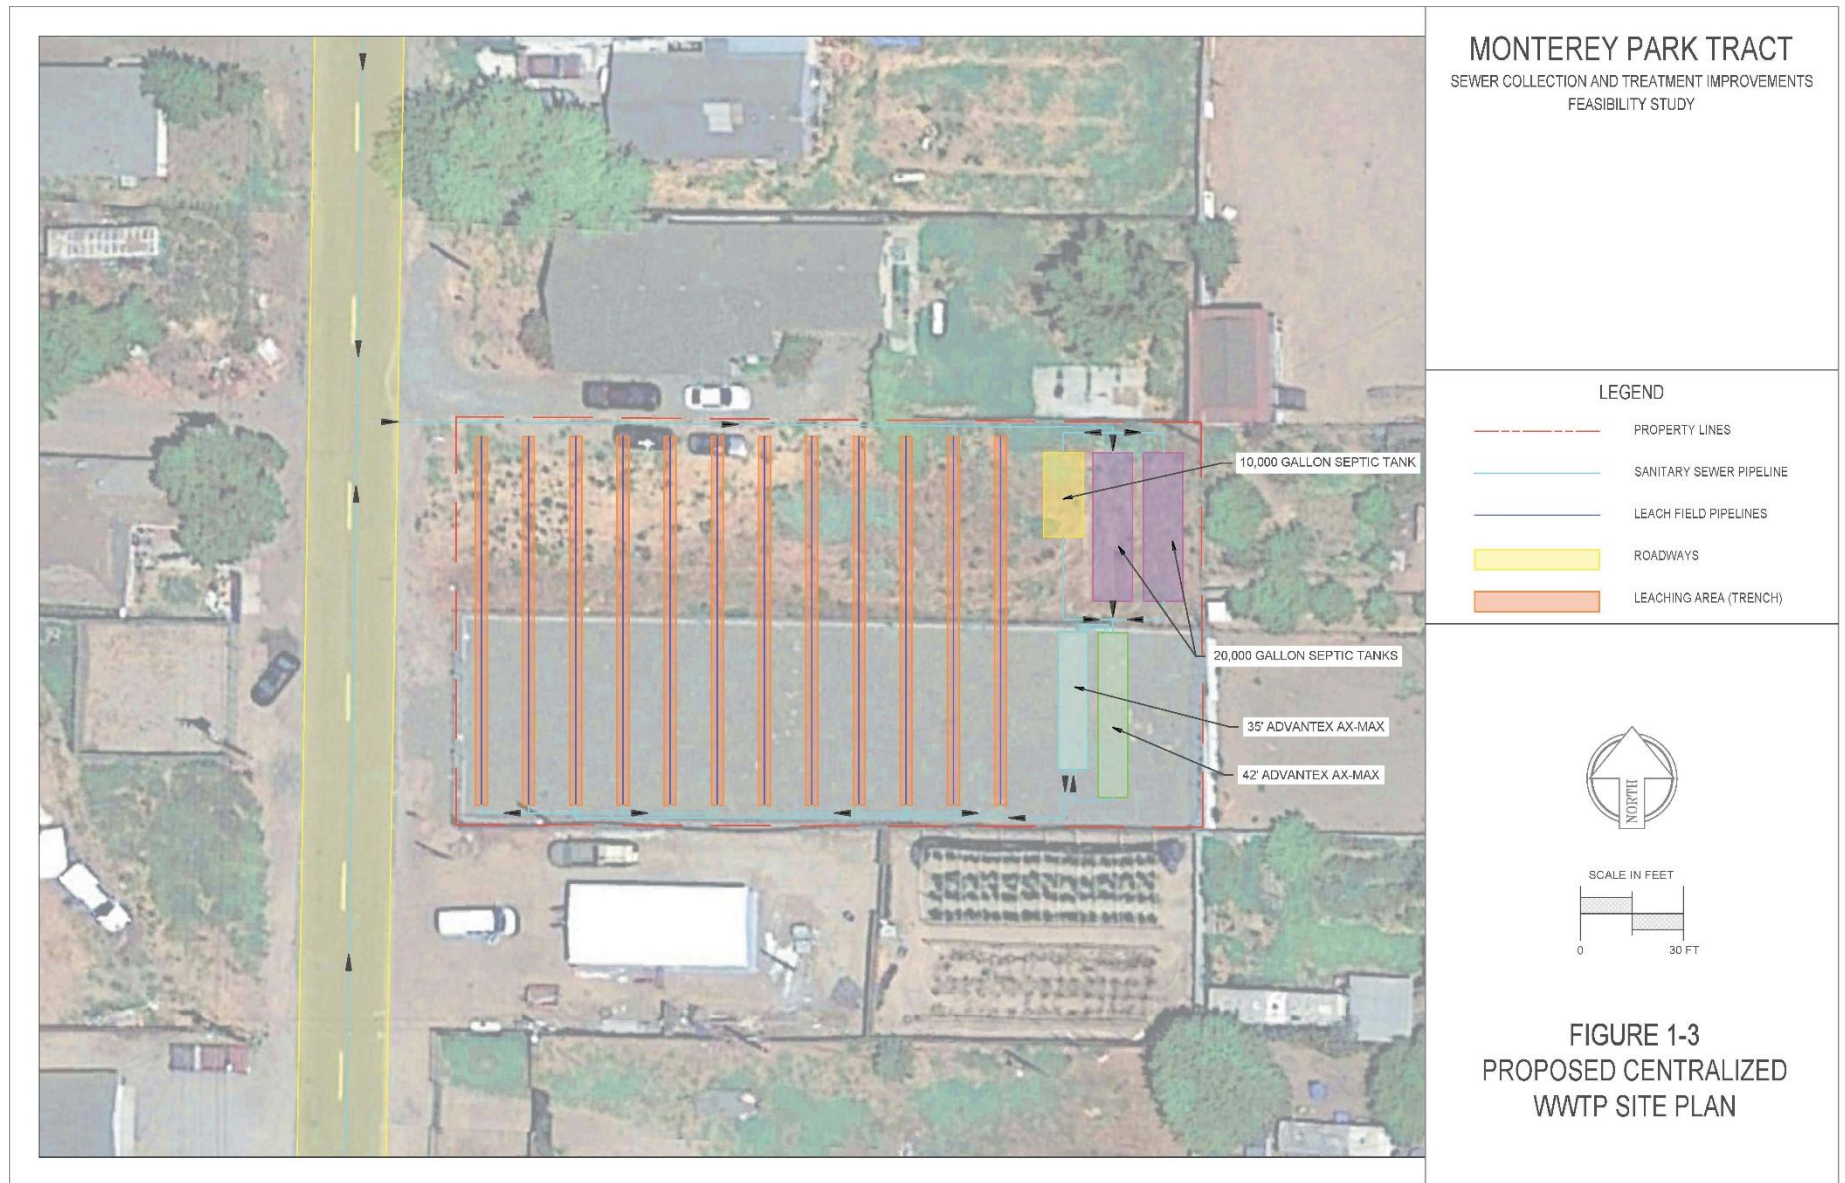 MONTEREY PARK TRACT
SEWER COLLECTION AND TREATMENT IMPROVEMENTS
FEASIBILITY STUDY
10,000 GALLON SEPTIC TANK
20,000 GALLON SEPTIC TANKS
35' ADVANTEX AX-MAX
42' ADVANTEX AX-MAX
LEGEND
PROPERTY LINES
SANITARY SEWER PIPELINE
LEACH FIELD PIPELINES
ROADWAYS
LEACHING AREA (TRENCH)
NORTH
SCALE IN FEET
0 30 FT
FIGURE 1-3
PROPOSED CENTRALIZED
WWTP SITE PLAN